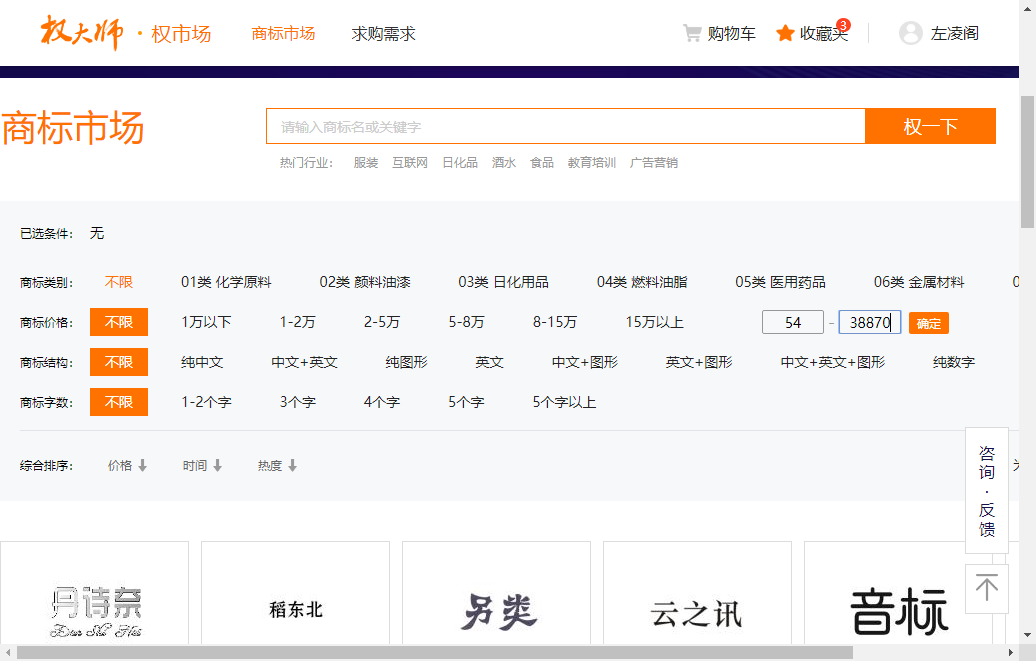 权大师 · 权市场 商标市场 求购需求 购物车 收藏夹 3 左凌阁
商标市场 请输入商标名或关键字 权一下
热门行业: 服装 互联网 日化品 酒水 食品 教育培训 广告营销
已选条件: 无
商标类别: 不限 01类 化学原料 02类 颜料油漆 03类 日化用品 04类 燃料油脂 05类 医用药品 06类 金属材料 0
商标价格: 不限 1万以下 1-2万 2-5万 5-8万 8-15万 15万以上 54 - 38870 确定
商标结构: 不限 纯中文 中文+英文 纯图形 英文 中文+图形 英文+图形 中文+英文+图形 纯数字
商标字数: 不限 1-2个字 3个字 4个字 5个字 5个字以上
综合排序: 价格 时间 热度
咨询·反馈
丹诗奈 稻东北 另类 云之讯 音标